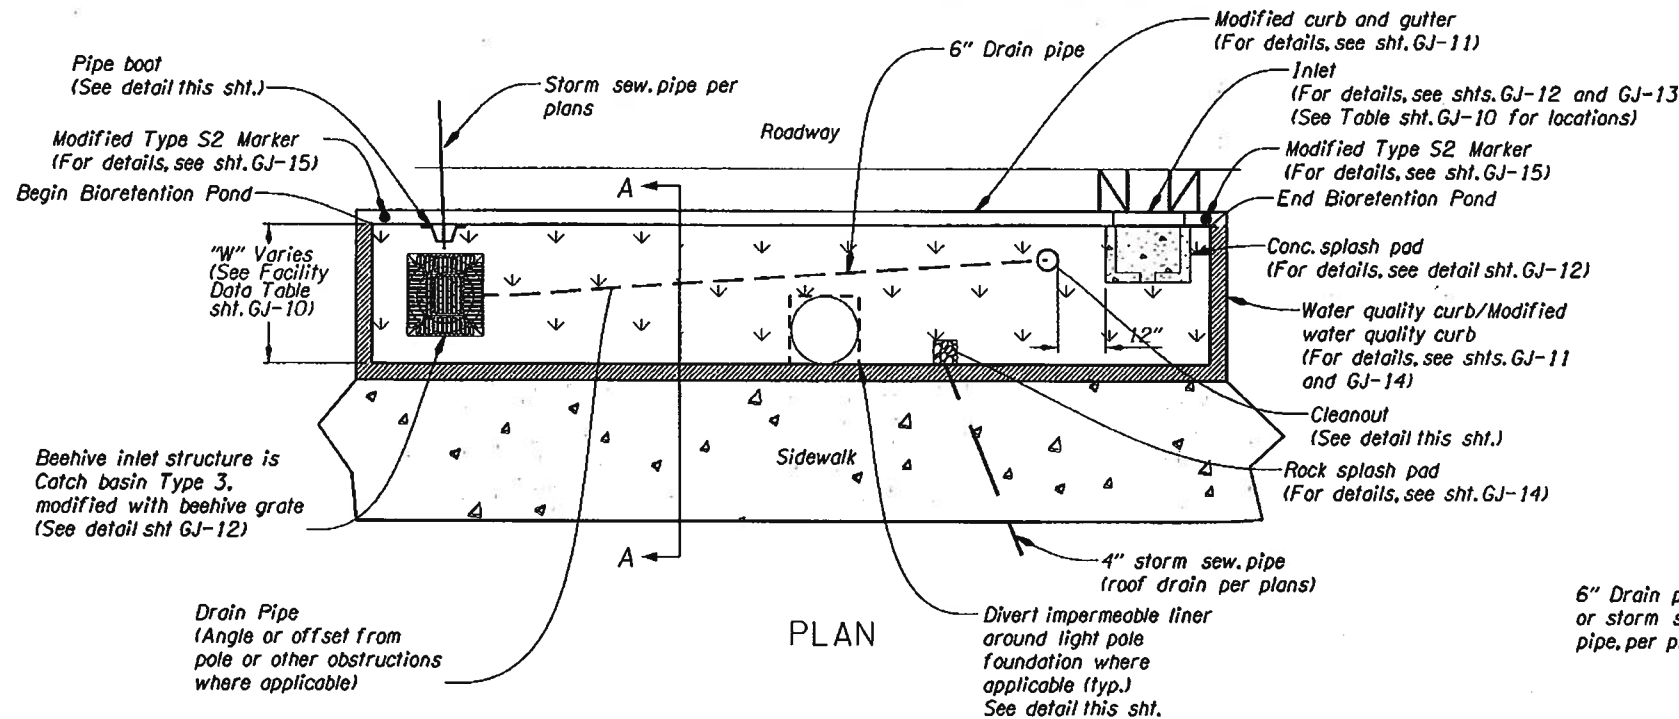 Modified curb and gutter
(For details, see sht. GJ-11)
6" Drain pipe
Pipe boot
(See detail this sht.)
Storm sew. pipe per
plans
Inlet
(For details, see shts. GJ-12 and GJ-13
(See Table sht. GJ-10 for locations)
Roadway
Modified Type S2 Marker
(For details, see sht. GJ-15)
Modified Type S2 Marker
(For details, see sht. GJ-15)
Begin Bioretention Pond
A
End Bioretention Pond
"W" Varies
(See Facility
Data Table
sht. GJ-10)
Conc. splash pad
(For details, see detail sht. GJ-12)
12"
Water quality curb/Modified
water quality curb
(For details, see shts. GJ-11
and GJ-14)
Cleanout
(See detail this sht.)
Sidewalk
Beehive inlet structure is
Catch basin Type 3,
modified with beehive grate
(See detail sht GJ-12)
Rock splash pad
(For details, see sht. GJ-14)
A
4" storm sew. pipe
(roof drain per plans)
Drain Pipe
(Angle or offset from
pole or other obstructions
where applicable)
PLAN
Divert impermeable liner
around light pole
foundation where
applicable (typ.)
See detail this sht.
6" Drain p
or storm s
pipe, per p